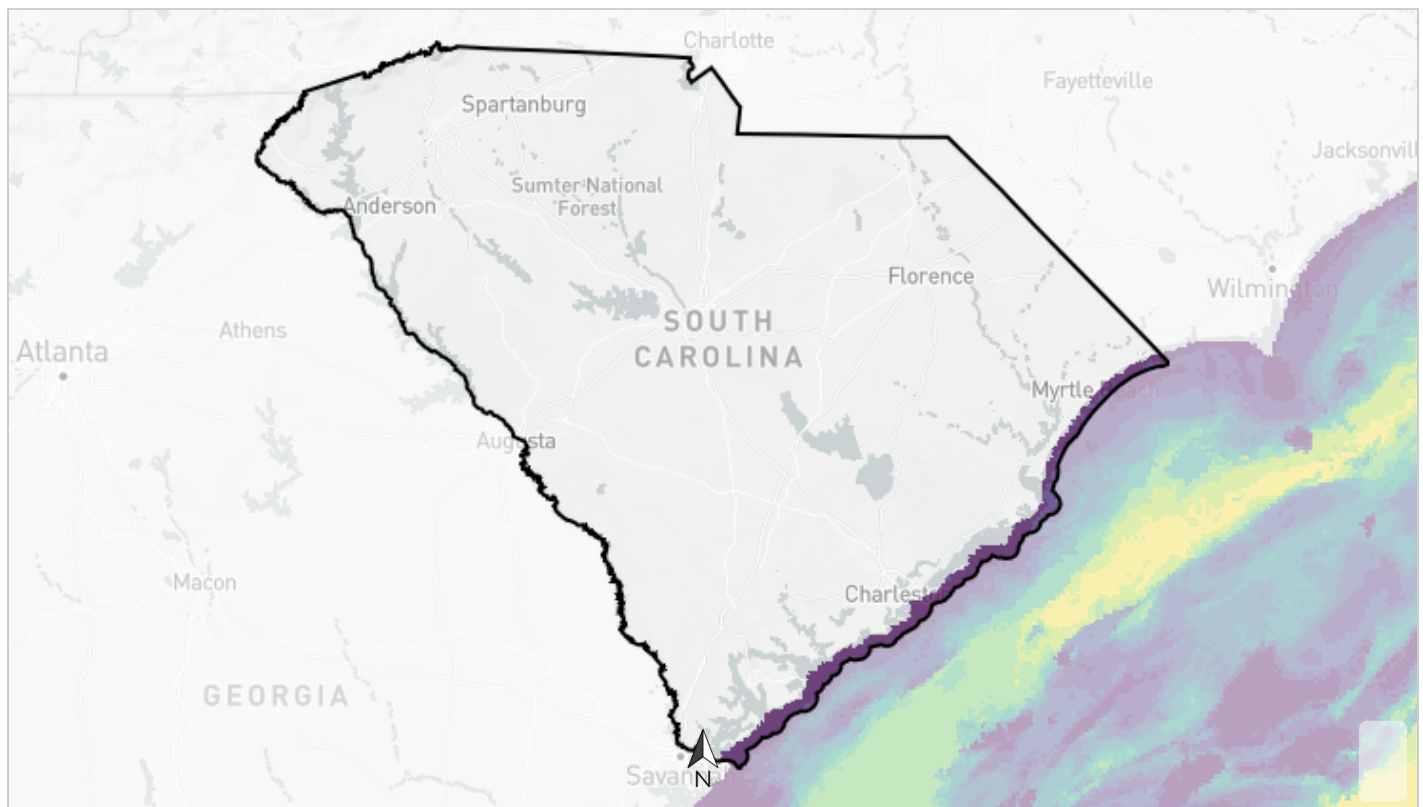 Charlotte
Spartanburg
Fayetteville
Jacksonvill
Sumter National
Forest
Anderson
Florence
Wilmington
SOUTH
CAROLINA
Athens
Atlanta
Myrtle Beach
Augusta
Macon
Charleston
GEORGIA
Savannah
N